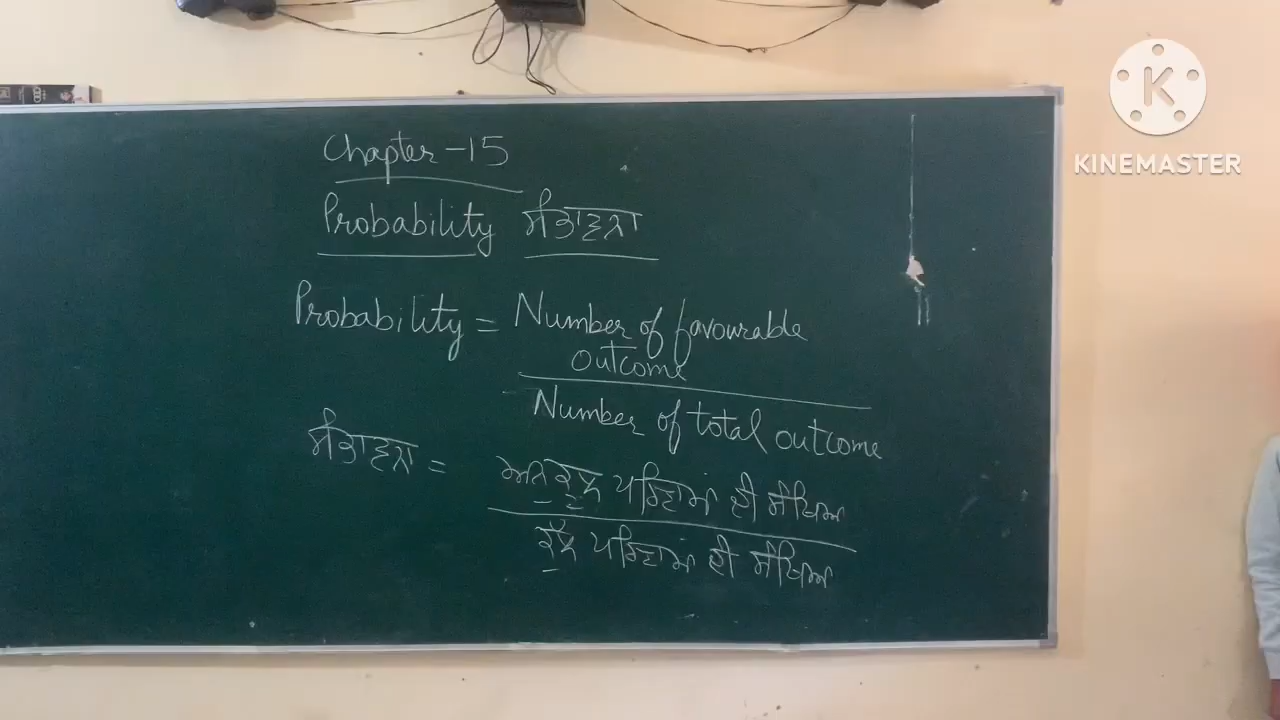 Chapter-15
Probability ਸੰਭਾਵਨਾ
Probability = Number of favourable
outcome
Number of total outcome
ਸੰਭਾਵਨਾ =
ਅਨੁਕੂਲ ਪਰਿਣਾਮਾਂ ਦੀ ਸੰਖਿਆ
ਕੁੱਲ ਪਰਿਣਾਮਾਂ ਦੀ ਸੰਖਿਆ
K
KINEMASTER